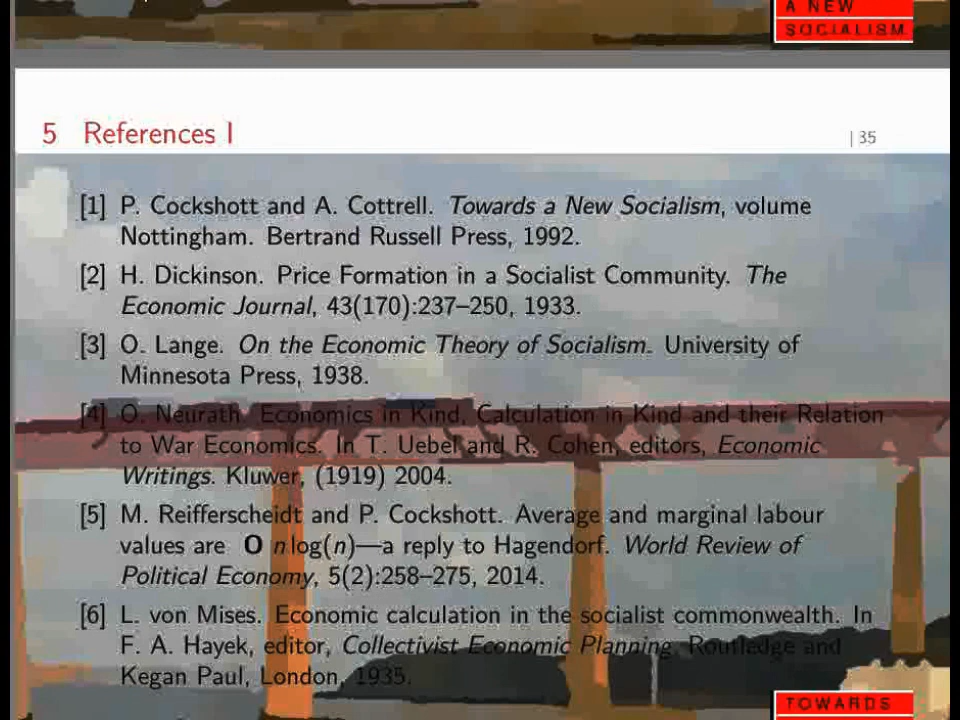 A NEW
SOCIALISM
5 References I
| 35
[1] P. Cockshott and A. Cottrell. Towards a New Socialism, volume
Nottingham. Bertrand Russell Press, 1992.
[2] H. Dickinson. Price Formation in a Socialist Community. The
Economic Journal, 43(170):237–250, 1933.
[3] O. Lange. On the Economic Theory of Socialism. University of
Minnesota Press, 1938.
[4] O. Neurath. Economics in Kind, Calculation in Kind and their Relation
to War Economics. In T. Uebel and R. Cohen, editors, Economic
Writings. Kluwer, (1919) 2004.
[5] M. Reifferscheidt and P. Cockshott. Average and marginal labour
values are O n log(n)—a reply to Hagendorf. World Review of
Political Economy, 5(2):258–275, 2014.
[6] L. von Mises. Economic calculation in the socialist commonwealth. In
F. A. Hayek, editor, Collectivist Economic Planning. Routledge and
Kegan Paul, London, 1935.
TOWARDS